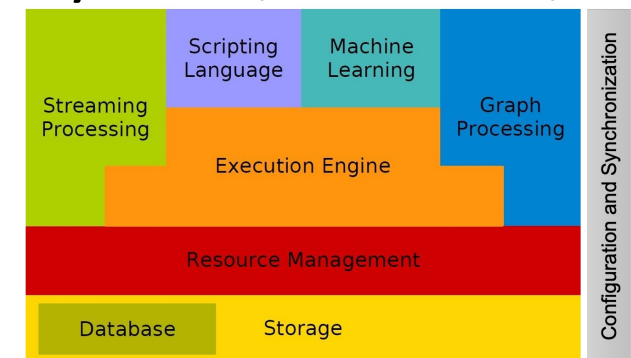 Scripting
Language
Machine
Learning
Streaming
Processing
Graph
Processing
Execution Engine
Resource Management
Database
Storage
Configuration and Synchronization